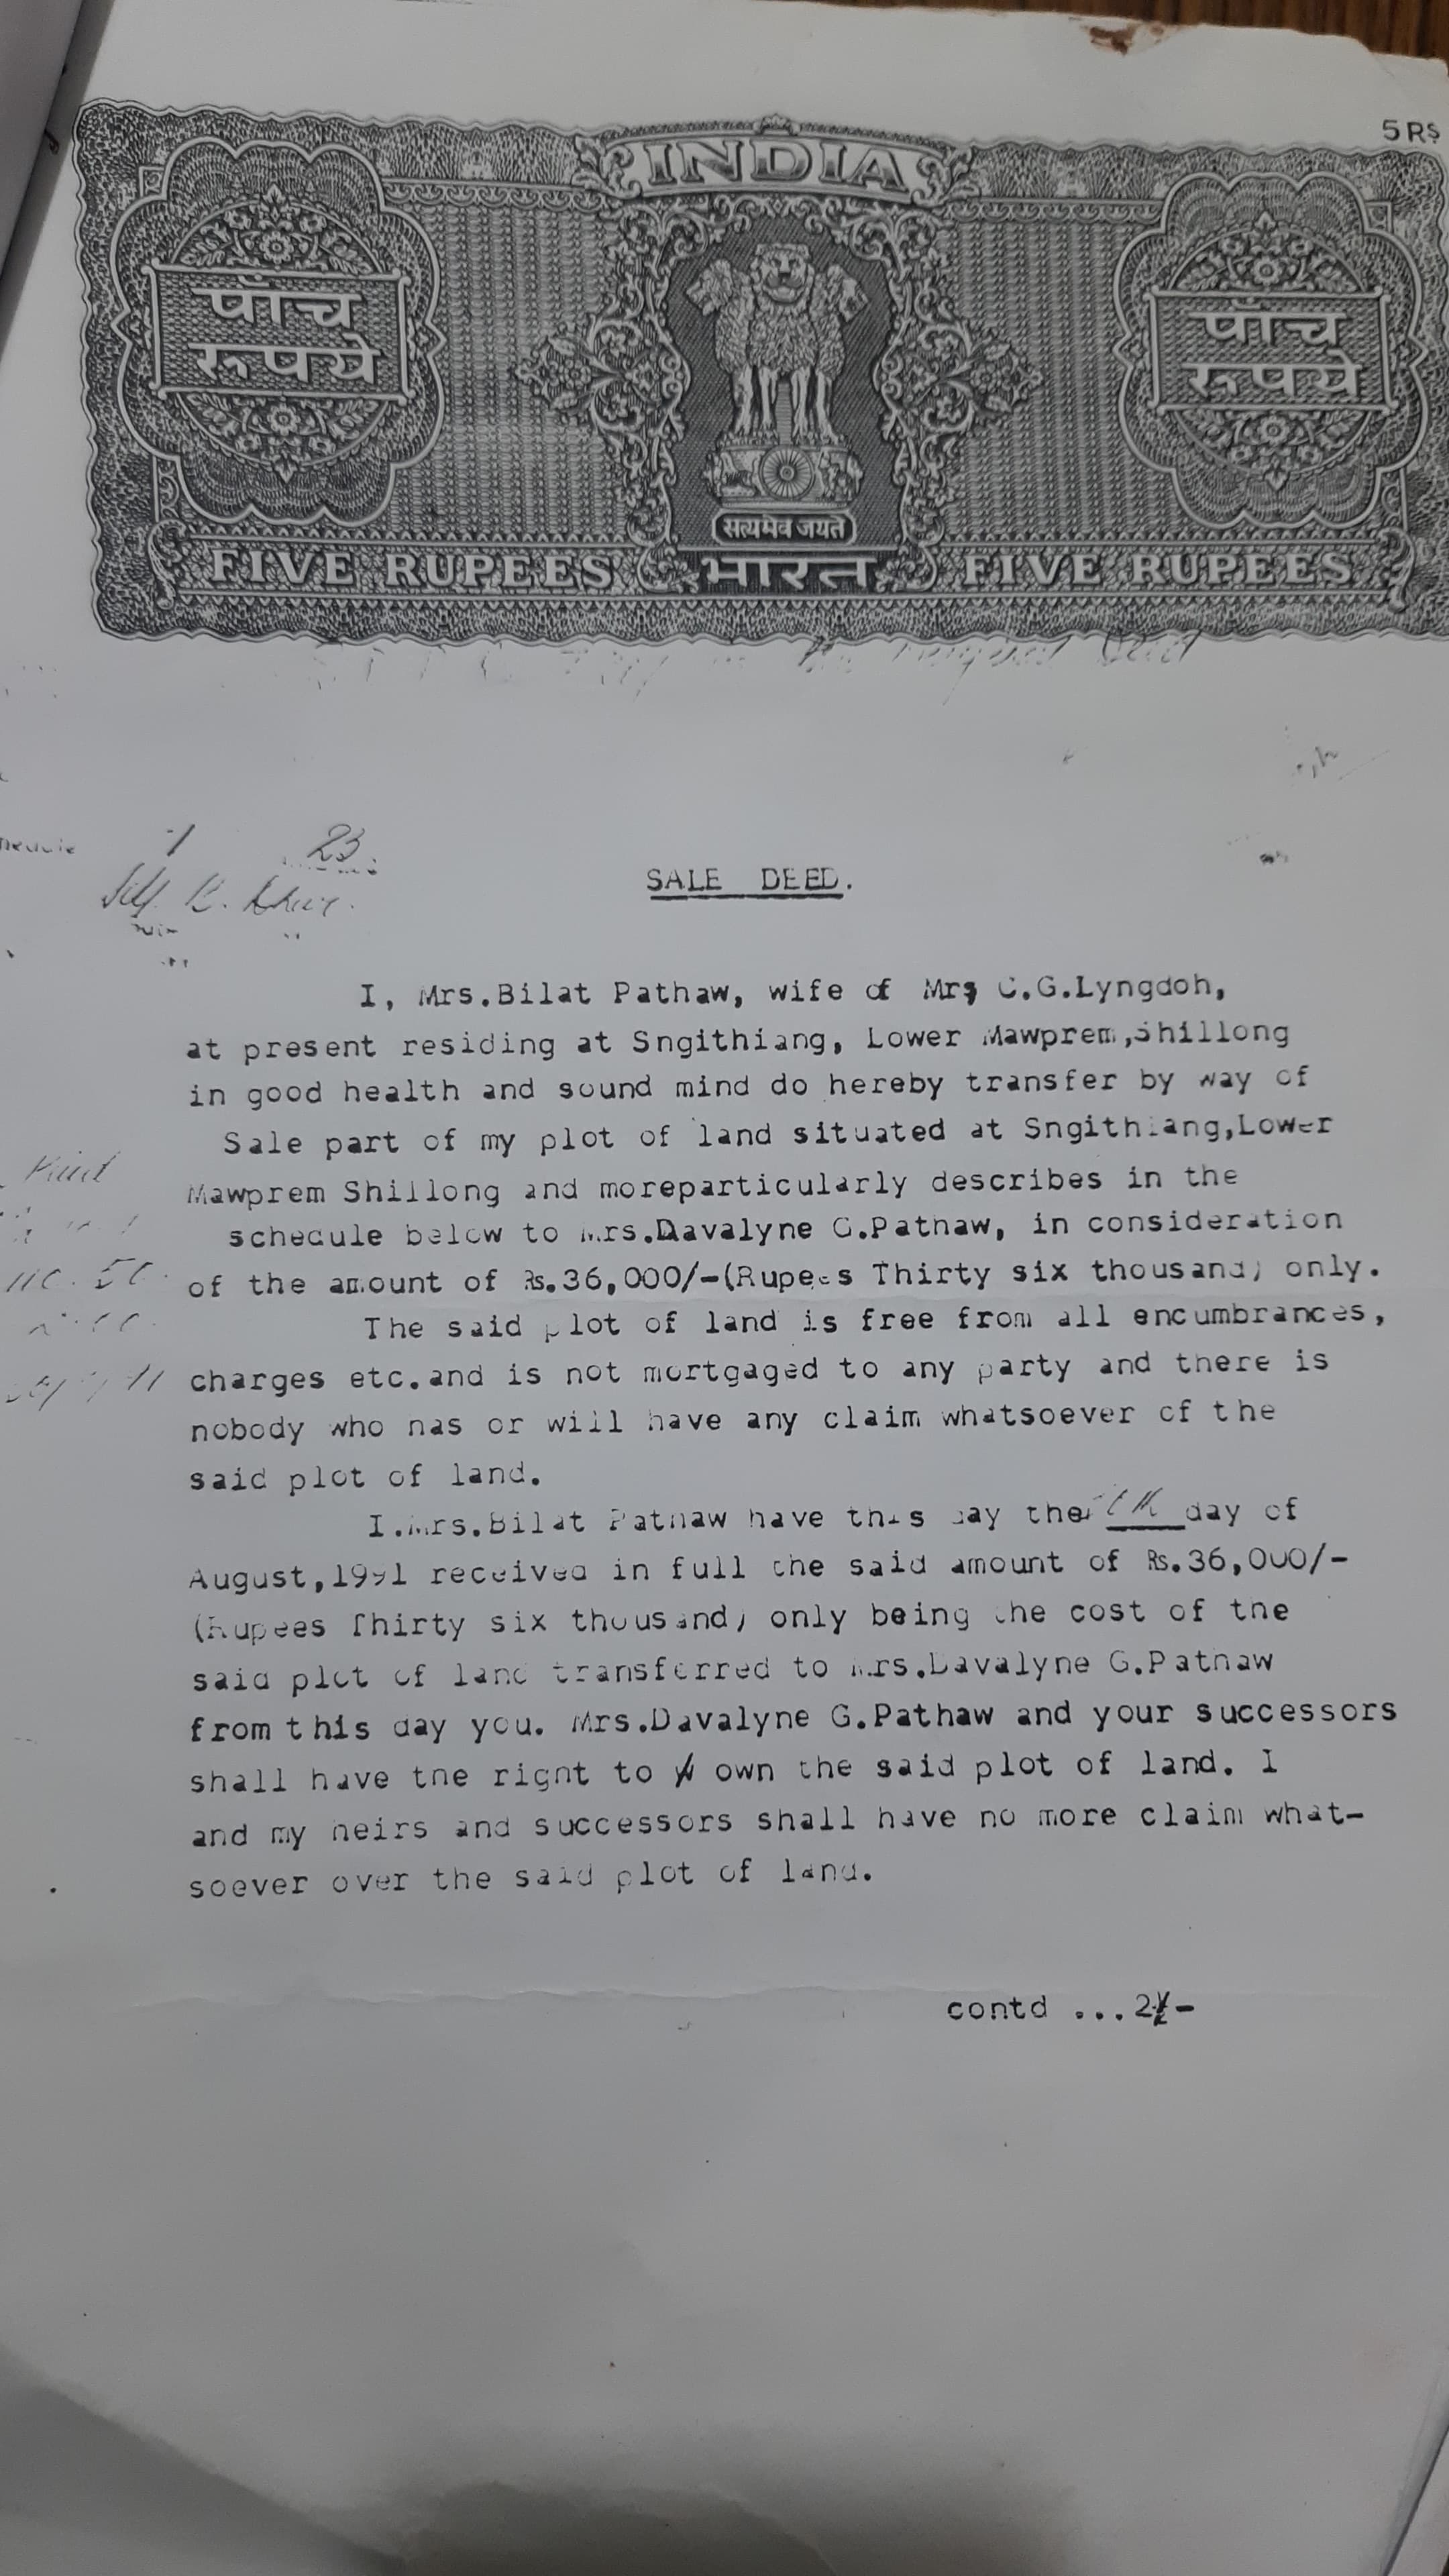 5 RS
INDIA
पाँच
रूपये
पाँच
रूपये
सत्यमेव जयते
FIVE RUPEES भारत FIVE RUPEES
23
SALE DEED.
I, Mrs.Bilat Pathaw, wife of Mr C.G.Lyngdoh,
at present residing at Sngithiang, Lower Mawprem,Shillong
in good health and sound mind do hereby transfer by way of
Sale part of my plot of land situated at Sngithiang,Lower
Mawprem Shillong and moreparticularly describes in the
schedule below to Mrs.Davalyne G.Pathaw, in consideration
of the amount of Rs.36,000/-(Rupees Thirty six thousand) only.
The said plot of land is free from all encumbrances,
charges etc.and is not mortgaged to any party and there is
nobody who has or will have any claim whatsoever of the
said plot of land.
I.Mrs.Bilat Pathaw have this day the day of
August,1991 received in full the said amount of Rs.36,000/-
(Rupees Thirty six thousand) only being the cost of the
said plot of land transferred to Mrs.Davalyne G.Pathaw
from this day you. Mrs.Davalyne G.Pathaw and your successors
shall have the right to own the said plot of land. I
and my heirs and successors shall have no more claim what-
soever over the said plot of land.
contd ...2/-